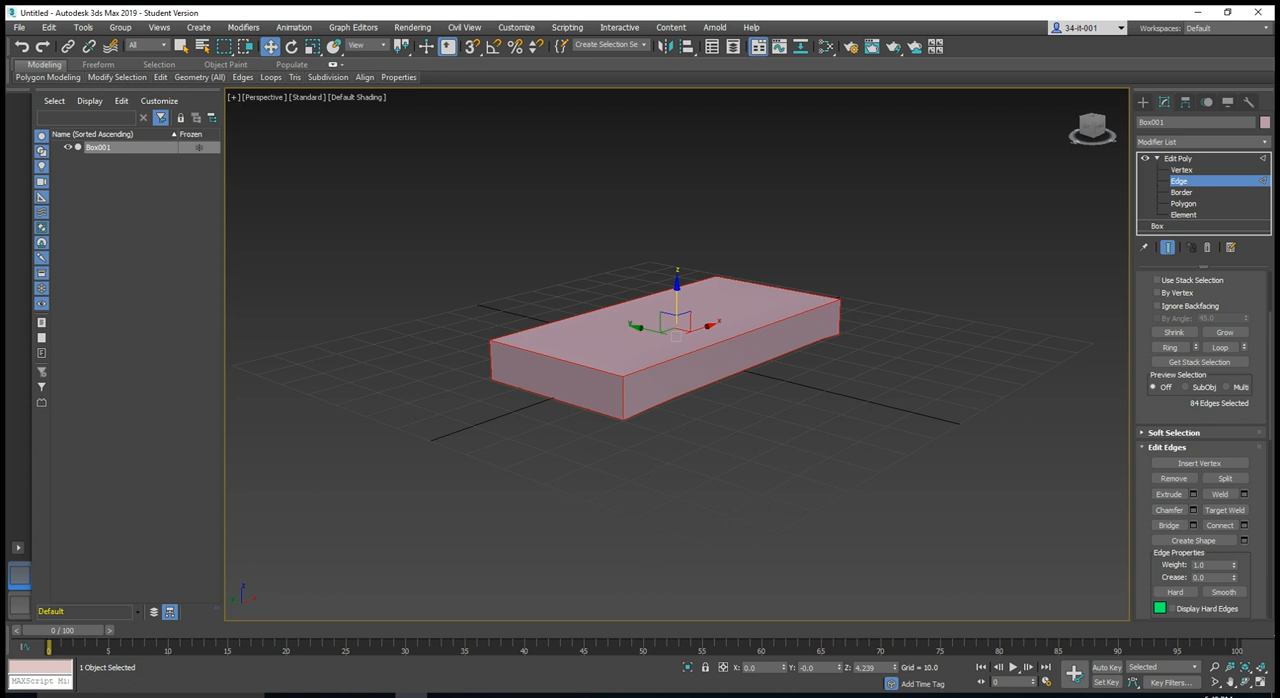 Untitled - Autodesk 3ds Max 2019 - Student Version
File Edit Tools Group Views Create Modifiers Animation Graph Editors Rendering Civil View Customize Scripting Interactive Content Arnold Help
34-it-001 Workspaces: Default
All View Create Selection Se
Modeling Freeform Selection Object Paint Populate
Polygon Modeling Modify Selection Edit Geometry (All) Edges Loops Tris Subdivision Align Properties
Select Display Edit Customize
Name (Sorted Ascending) Frozen
Box001
[+] [Perspective] [Standard] [Default Shading]
z
y
x
Box001
Modifier List
Edit Poly
Vertex
Edge
Border
Polygon
Element
Box
Use Stack Selection
By Vertex
Ignore Backfacing
By Angle: 45.0
Shrink Grow
Ring Loop
Get Stack Selection
Preview Selection
Off SubObj Multi
84 Edges Selected
Soft Selection
Edit Edges
Insert Vertex
Remove Split
Extrude Weld
Chamfer Target Weld
Bridge Connect
Create Shape
Edge Properties
Weight: 1.0
Crease: 0.0
Hard Smooth
Display Hard Edges
Default
0 / 100
0 5 10 15 20 25 30 35 40 45 50 55 60 65 70 75 80 85 90 95 100
1 Object Selected
MAXScript Mi
X: 0.0 Y: -0.0 Z: 4.239 Grid = 10.0
Add Time Tag
0
Auto Key Selected
Set Key Key Filters...